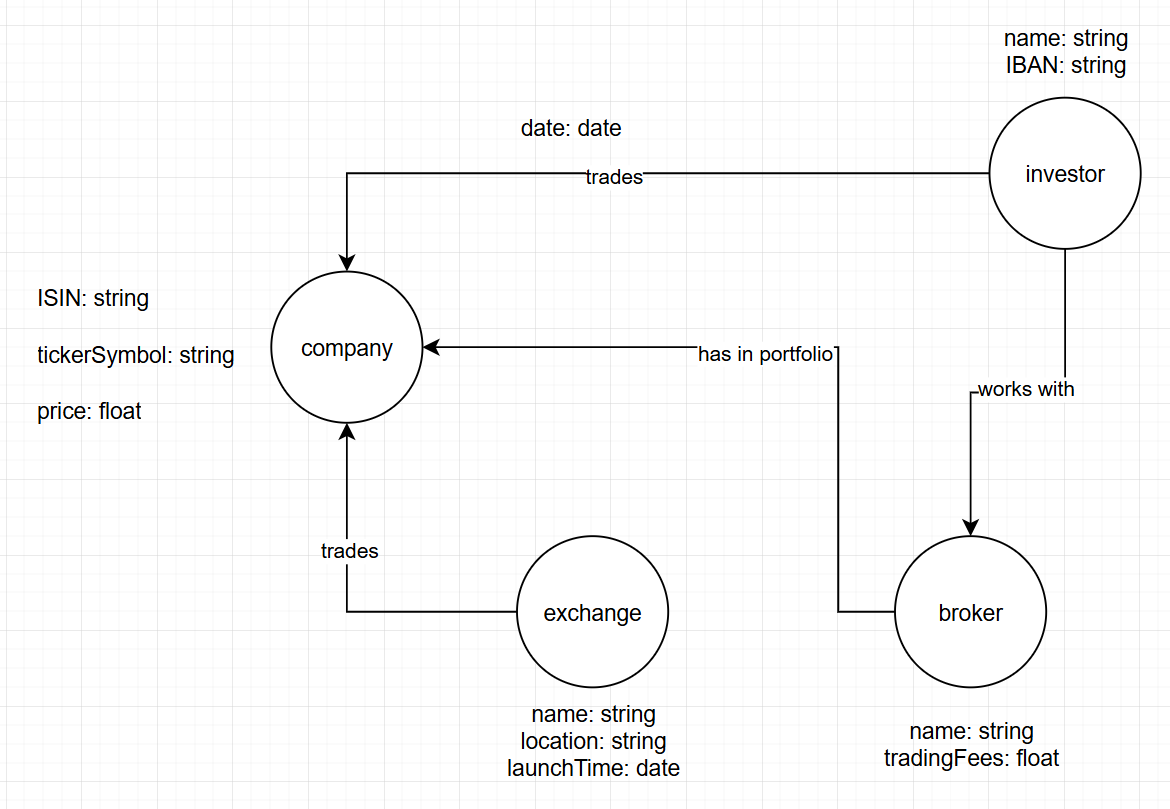 name: string
IBAN: string
date: date
trades
investor
ISIN: string
tickerSymbol: string
price: float
company
has in portfolio
works with
trades
exchange
broker
name: string
location: string
launchTime: date
name: string
tradingFees: float